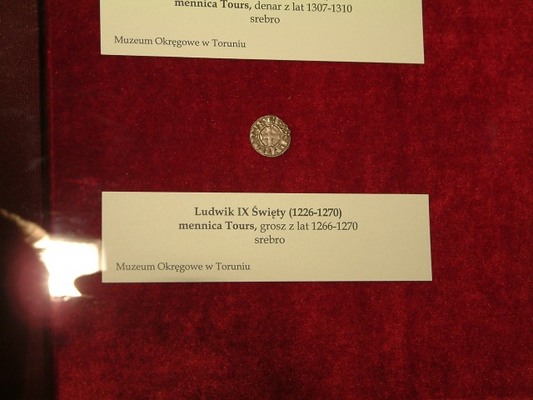 mennica Tours, denar z lat 1307-1310
srebro
Muzeum Okręgowe w Toruniu
Ludwik IX Święty (1226-1270)
mennica Tours, grosz z lat 1266-1270
srebro
Muzeum Okręgowe w Toruniu